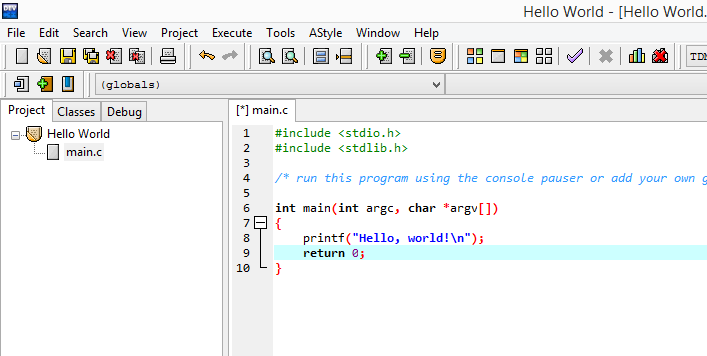 DEV
Hello World - [Hello World.
File Edit Search View Project Execute Tools AStyle Window Help
TDM
(globals)
Project Classes Debug
[*] main.c
Hello World
main.c
1 #include <stdio.h>
2 #include <stdlib.h>
3
4 /* run this program using the console pauser or add your own g
5
6 int main(int argc, char *argv[])
7 {
8 printf("Hello, world!\n");
9 return 0;
10 }